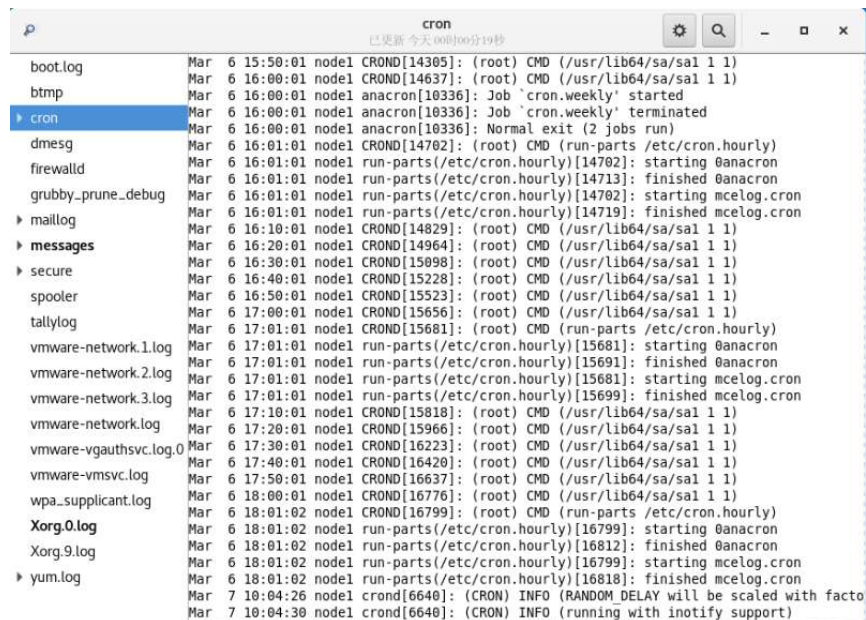 cron
已更新 今天 00时00分19秒
boot.log
btmp
cron
dmesg
firewalld
grubby_prune_debug
maillog
messages
secure
spooler
tallylog
vmware-network.1.log
vmware-network.2.log
vmware-network.3.log
vmware-network.log
vmware-vgauthsvc.log.0
vmware-vmsvc.log
wpa_supplicant.log
Xorg.0.log
Xorg.9.log
yum.log
Mar  6 15:50:01 node1 CROND[14305]: (root) CMD (/usr/lib64/sa/sa1 1 1)
Mar  6 16:00:01 node1 CROND[14637]: (root) CMD (/usr/lib64/sa/sa1 1 1)
Mar  6 16:00:01 node1 anacron[10336]: Job `cron.weekly' started
Mar  6 16:00:01 node1 anacron[10336]: Job `cron.weekly' terminated
Mar  6 16:00:01 node1 anacron[10336]: Normal exit (2 jobs run)
Mar  6 16:01:01 node1 CROND[14702]: (root) CMD (run-parts /etc/cron.hourly)
Mar  6 16:01:01 node1 run-parts(/etc/cron.hourly)[14702]: starting 0anacron
Mar  6 16:01:01 node1 run-parts(/etc/cron.hourly)[14713]: finished 0anacron
Mar  6 16:01:01 node1 run-parts(/etc/cron.hourly)[14702]: starting mcelog.cron
Mar  6 16:01:01 node1 run-parts(/etc/cron.hourly)[14719]: finished mcelog.cron
Mar  6 16:10:01 node1 CROND[14829]: (root) CMD (/usr/lib64/sa/sa1 1 1)
Mar  6 16:20:01 node1 CROND[14964]: (root) CMD (/usr/lib64/sa/sa1 1 1)
Mar  6 16:30:01 node1 CROND[15098]: (root) CMD (/usr/lib64/sa/sa1 1 1)
Mar  6 16:40:01 node1 CROND[15228]: (root) CMD (/usr/lib64/sa/sa1 1 1)
Mar  6 16:50:01 node1 CROND[15523]: (root) CMD (/usr/lib64/sa/sa1 1 1)
Mar  6 17:00:01 node1 CROND[15656]: (root) CMD (/usr/lib64/sa/sa1 1 1)
Mar  6 17:01:01 node1 CROND[15681]: (root) CMD (run-parts /etc/cron.hourly)
Mar  6 17:01:01 node1 run-parts(/etc/cron.hourly)[15681]: starting 0anacron
Mar  6 17:01:01 node1 run-parts(/etc/cron.hourly)[15691]: finished 0anacron
Mar  6 17:01:01 node1 run-parts(/etc/cron.hourly)[15681]: starting mcelog.cron
Mar  6 17:01:01 node1 run-parts(/etc/cron.hourly)[15699]: finished mcelog.cron
Mar  6 17:10:01 node1 CROND[15818]: (root) CMD (/usr/lib64/sa/sa1 1 1)
Mar  6 17:20:01 node1 CROND[15966]: (root) CMD (/usr/lib64/sa/sa1 1 1)
Mar  6 17:30:01 node1 CROND[16223]: (root) CMD (/usr/lib64/sa/sa1 1 1)
Mar  6 17:40:01 node1 CROND[16420]: (root) CMD (/usr/lib64/sa/sa1 1 1)
Mar  6 17:50:01 node1 CROND[16637]: (root) CMD (/usr/lib64/sa/sa1 1 1)
Mar  6 18:00:01 node1 CROND[16776]: (root) CMD (/usr/lib64/sa/sa1 1 1)
Mar  6 18:01:02 node1 CROND[16799]: (root) CMD (run-parts /etc/cron.hourly)
Mar  6 18:01:02 node1 run-parts(/etc/cron.hourly)[16799]: starting 0anacron
Mar  6 18:01:02 node1 run-parts(/etc/cron.hourly)[16812]: finished 0anacron
Mar  6 18:01:02 node1 run-parts(/etc/cron.hourly)[16799]: starting mcelog.cron
Mar  6 18:01:02 node1 run-parts(/etc/cron.hourly)[16818]: finished mcelog.cron
Mar  7 10:04:26 node1 crond[6640]: (CRON) INFO (RANDOM_DELAY will be scaled with facto
Mar  7 10:04:30 node1 crond[6640]: (CRON) INFO (running with inotify support)